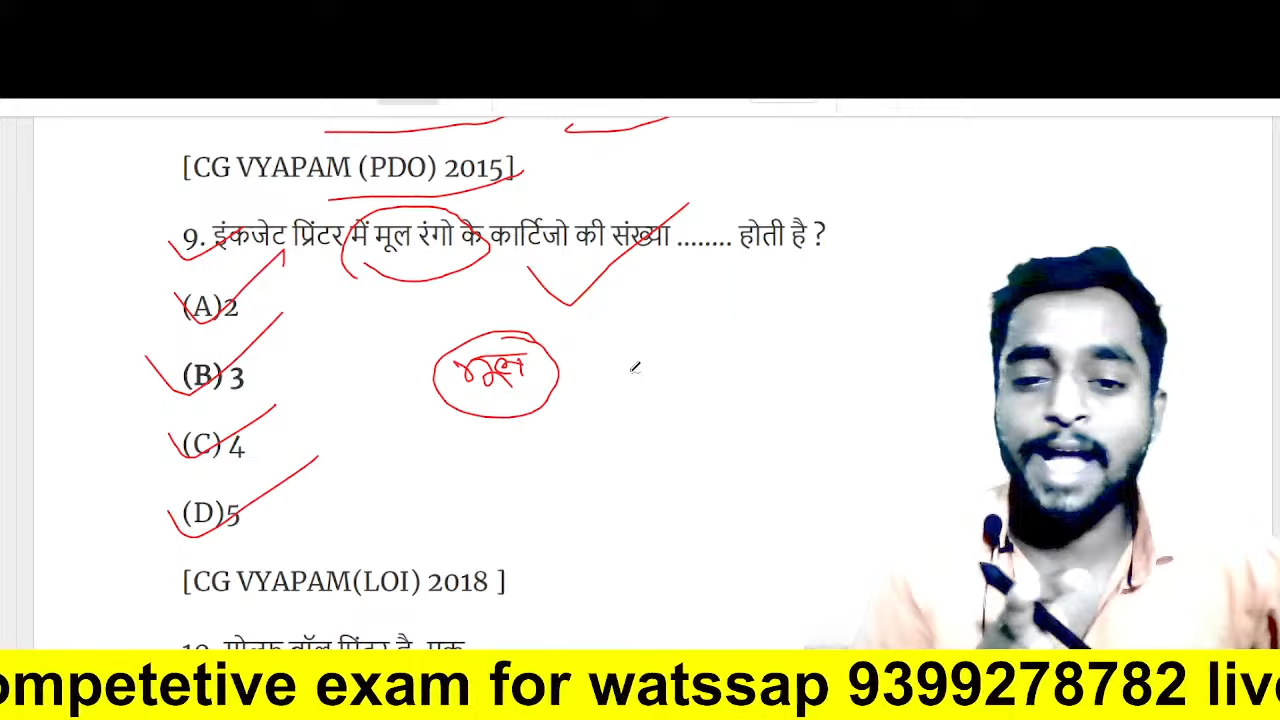 [CG VYAPAM (PDO) 2015]
9. इंकजेट प्रिंटर में मूल रंगो के कार्टिजो की संख्या ........ होती है ?
(A)2
(B) 3
मूल
(C) 4
(D)5
[CG VYAPAM(LOI) 2018 ]
ompetetive exam for watssap 9399278782 live